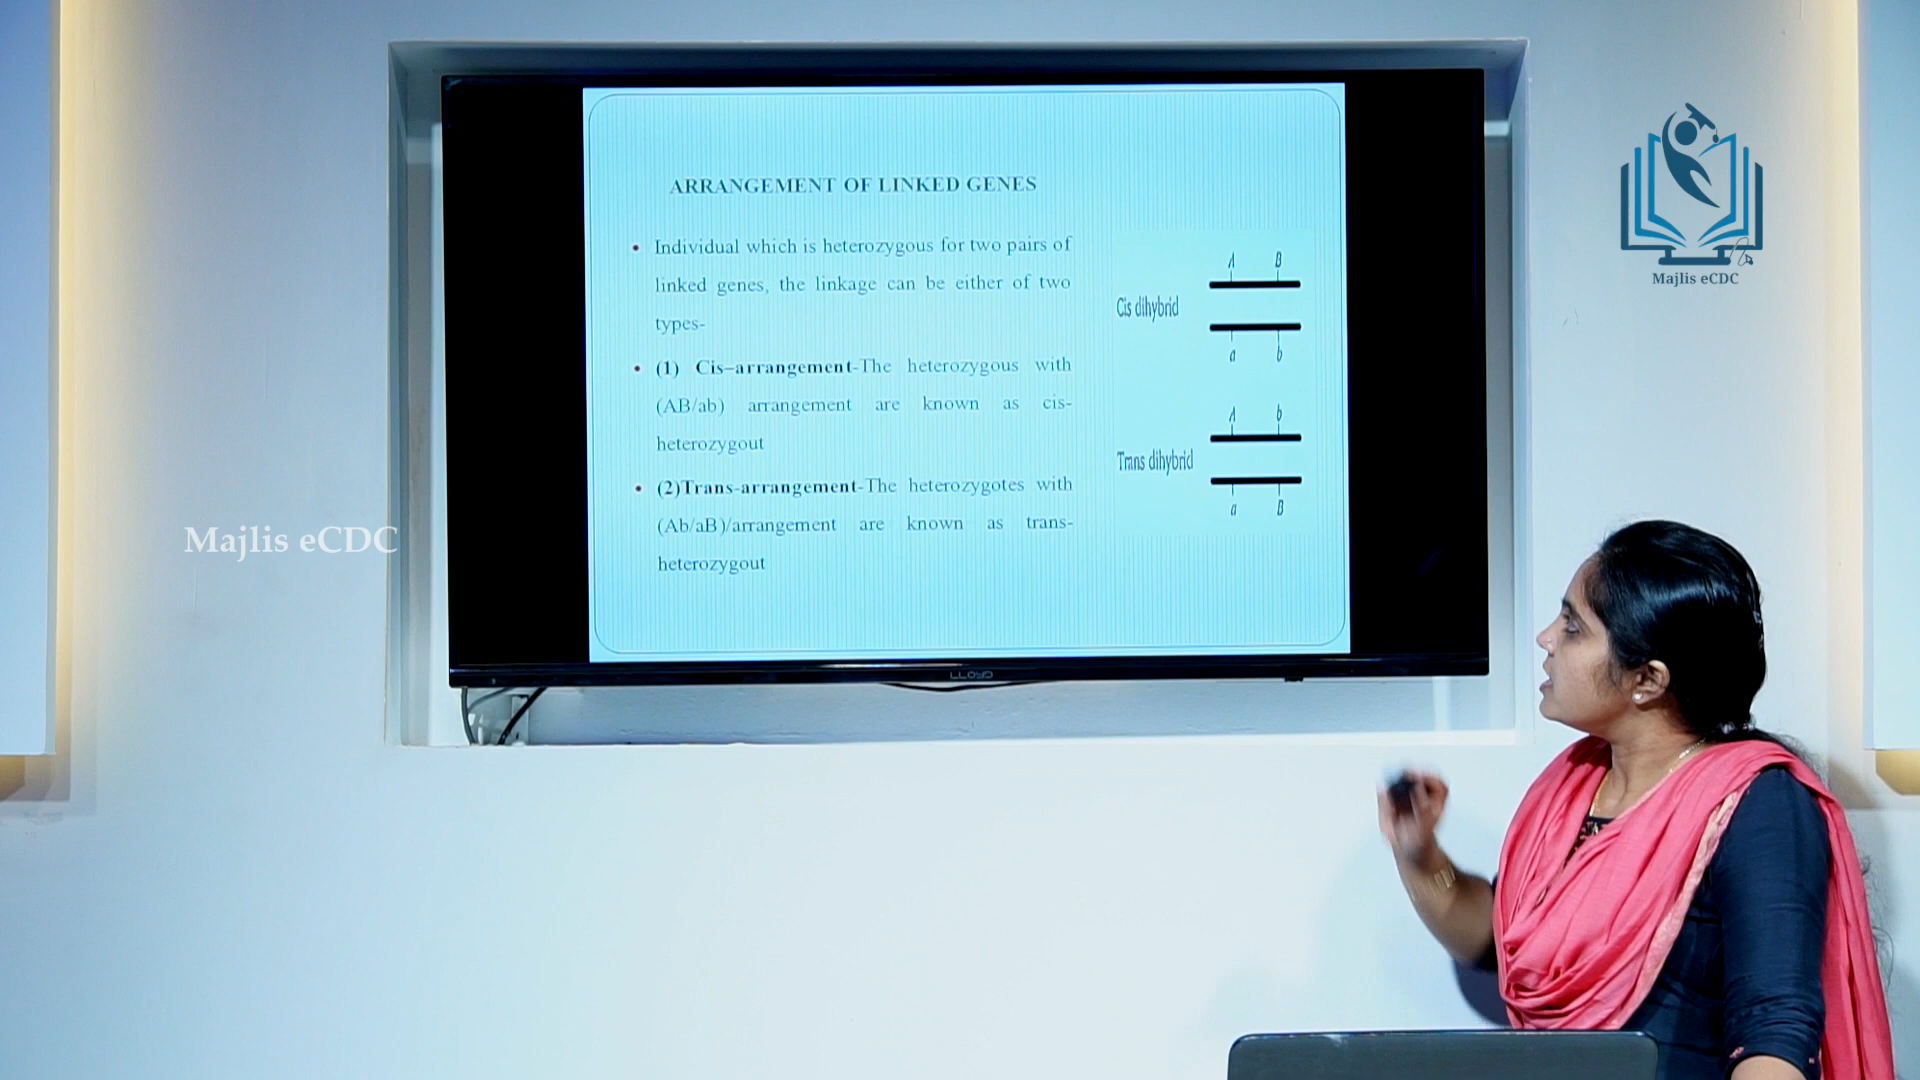 ARRANGEMENT OF LINKED GENES
• Individual which is heterozygous for two pairs of
linked genes, the linkage can be either of two
types-
• (1) Cis–arrangement-The heterozygous with
(AB/ab) arrangement are known as cis-
heterozygout
• (2)Trans-arrangement-The heterozygotes with
(Ab/aB)/arrangement are known as trans-
heterozygout
A B
Cis dihybrid
a b
A b
Trans dihybrid
a B
LLOYD
Majlis eCDC
Majlis eCDC